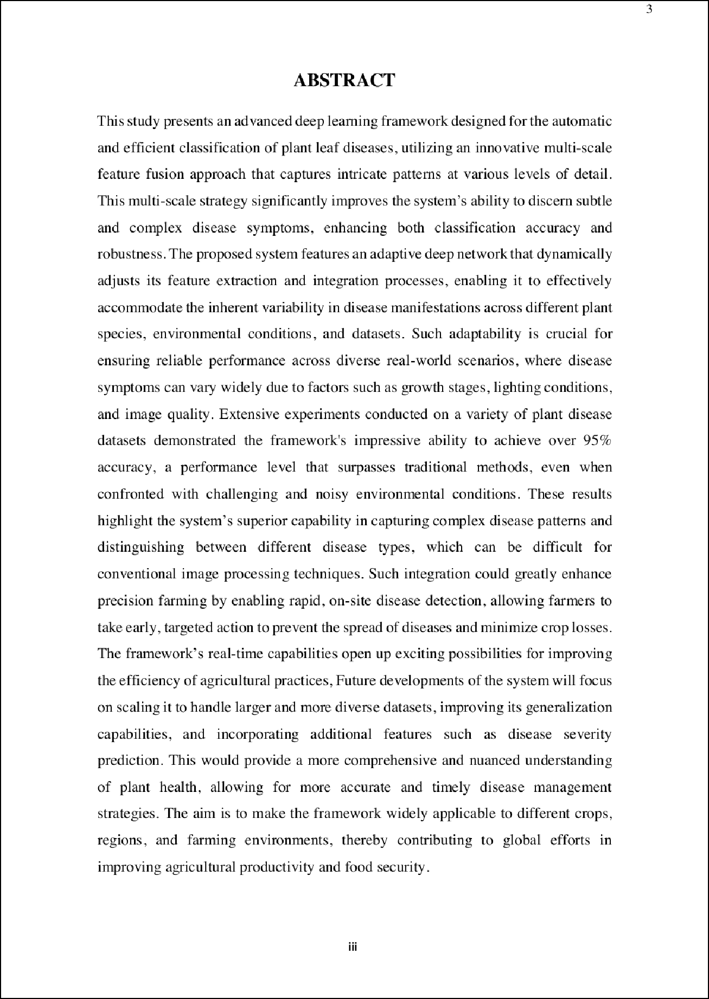 3
ABSTRACT
This study presents an advanced deep learning framework designed for the automatic
and efficient classification of plant leaf diseases, utilizing an innovative multi-scale
feature fusion approach that captures intricate patterns at various levels of detail.
This multi-scale strategy significantly improves the system’s ability to discern subtle
and complex disease symptoms, enhancing both classification accuracy and
robustness. The proposed system features an adaptive deep network that dynamically
adjusts its feature extraction and integration processes, enabling it to effectively
accommodate the inherent variability in disease manifestations across different plant
species, environmental conditions, and datasets. Such adaptability is crucial for
ensuring reliable performance across diverse real-world scenarios, where disease
symptoms can vary widely due to factors such as growth stages, lighting conditions,
and image quality. Extensive experiments conducted on a variety of plant disease
datasets demonstrated the framework's impressive ability to achieve over 95%
accuracy, a performance level that surpasses traditional methods, even when
confronted with challenging and noisy environmental conditions. These results
highlight the system’s superior capability in capturing complex disease patterns and
distinguishing between different disease types, which can be difficult for
conventional image processing techniques. Such integration could greatly enhance
precision farming by enabling rapid, on-site disease detection, allowing farmers to
take early, targeted action to prevent the spread of diseases and minimize crop losses.
The framework’s real-time capabilities open up exciting possibilities for improving
the efficiency of agricultural practices, Future developments of the system will focus
on scaling it to handle larger and more diverse datasets, improving its generalization
capabilities, and incorporating additional features such as disease severity
prediction. This would provide a more comprehensive and nuanced understanding
of plant health, allowing for more accurate and timely disease management
strategies. The aim is to make the framework widely applicable to different crops,
regions, and farming environments, thereby contributing to global efforts in
improving agricultural productivity and food security.
iii